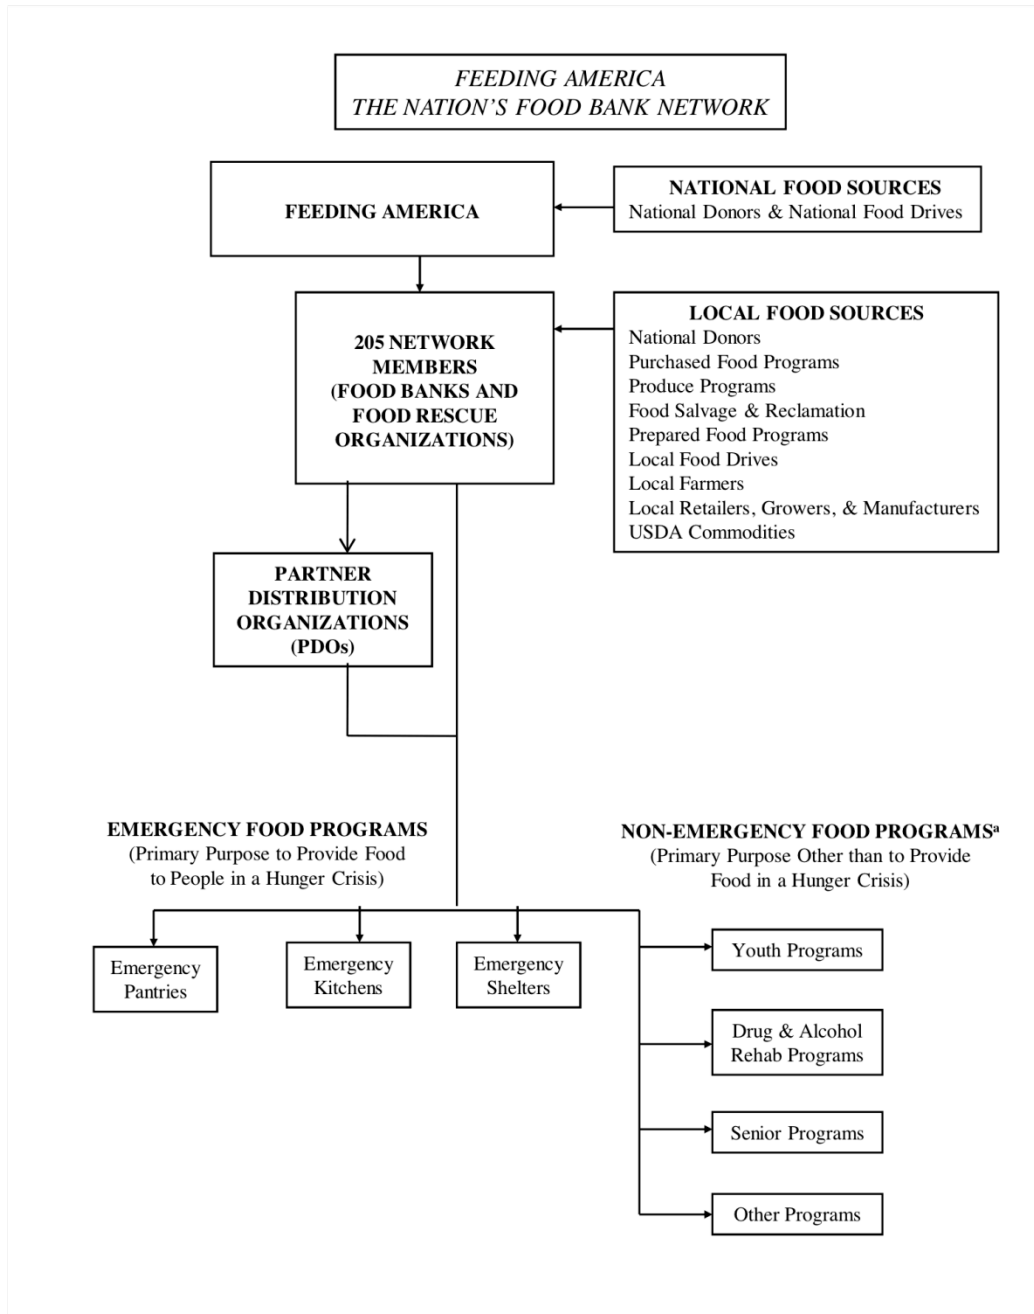 FEEDING AMERICA
THE NATION'S FOOD BANK NETWORK
FEEDING AMERICA
NATIONAL FOOD SOURCES
National Donors & National Food Drives
205 NETWORK
MEMBERS
(FOOD BANKS AND
FOOD RESCUE
ORGANIZATIONS)
LOCAL FOOD SOURCES
National Donors
Purchased Food Programs
Produce Programs
Food Salvage & Reclamation
Prepared Food Programs
Local Food Drives
Local Farmers
Local Retailers, Growers, & Manufacturers
USDA Commodities
PARTNER
DISTRIBUTION
ORGANIZATIONS
(PDOs)
EMERGENCY FOOD PROGRAMS
(Primary Purpose to Provide Food
to People in a Hunger Crisis)
NON-EMERGENCY FOOD PROGRAMSᵃ
(Primary Purpose Other than to Provide
Food in a Hunger Crisis)
Emergency
Pantries
Emergency
Kitchens
Emergency
Shelters
Youth Programs
Drug & Alcohol
Rehab Programs
Senior Programs
Other Programs